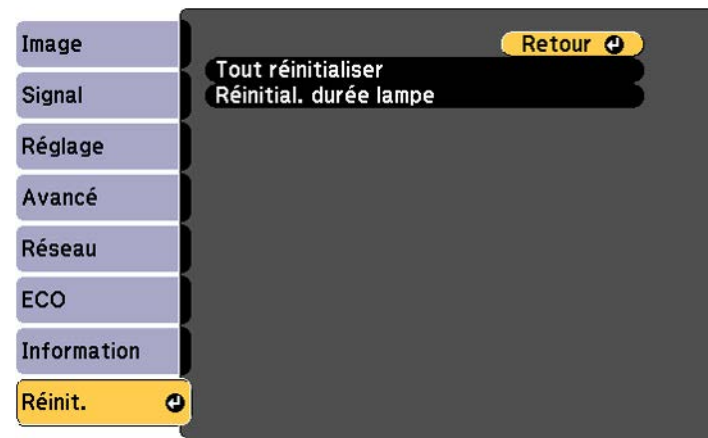 Image
Signal
Réglage
Avancé
Réseau
ECO
Information
Réinit.
Retour
Tout réinitialiser
Réinitial. durée lampe